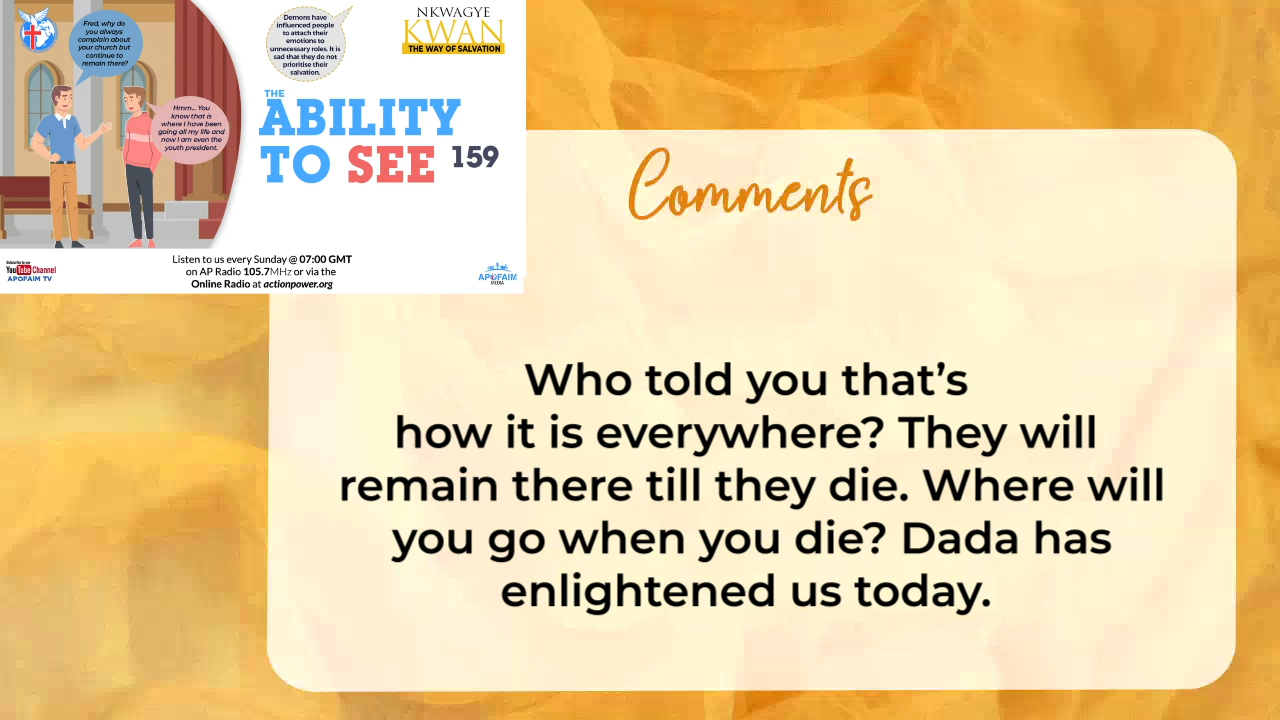 Fred, why do
you always
complain about
your church but
continue to
remain there?
Hmm... You
know that is
where I have been
going all my life and
now I am even the
youth president.
Demons have
influenced people
to attach their
emotions to
unnecessary roles. It is
sad that they do not
prioritise their
salvation.
NKWAGYE
KWAN
THE WAY OF SALVATION
THE
ABILITY
TO SEE 159
Subscribe to our
YouTube Channel
APOFAIM TV
Listen to us every Sunday @ 07:00 GMT
on AP Radio 105.7MHz or via the
Online Radio at actionpower.org
APOFAIM
MEDIA
Comments
Who told you that’s
how it is everywhere? They will
remain there till they die. Where will
you go when you die? Dada has
enlightened us today.